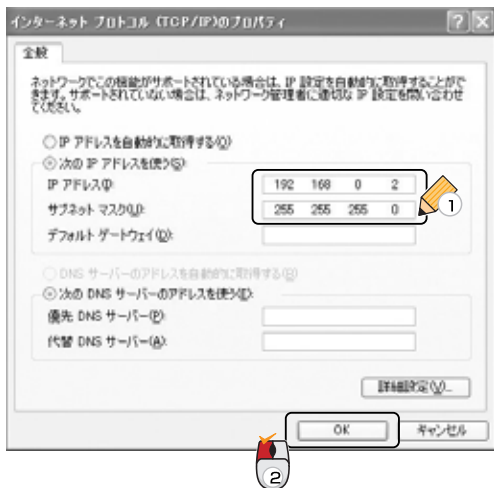 インターネット プロトコル (TCP/IP)のプロパティ
全般
ネットワークでこの機能がサポートされている場合は、IP 設定を自動的に取得することがで
きます。サポートされていない場合は、ネットワーク管理者に適切な IP 設定を問い合わせ
てください。
IP アドレスを自動的に取得する(O)
次の IP アドレスを使う(S):
IP アドレス(I):
192 168 0 2
サブネット マスク(U):
255 255 255 0
1
デフォルト ゲートウェイ(D):
DNS サーバーのアドレスを自動的に取得する(B)
次の DNS サーバーのアドレスを使う(E):
優先 DNS サーバー(P):
代替 DNS サーバー(A):
詳細設定(V)...
OK
キャンセル
2